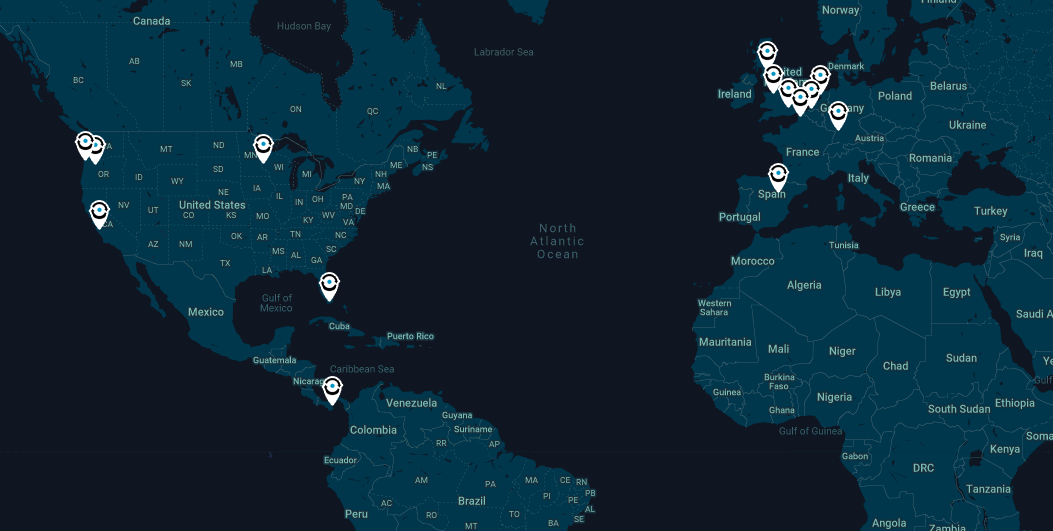 Canada
Hudson Bay
Labrador Sea
AB
MB
BC
SK
NL
ON
QC
MT
ND
MN
WI
MI
NB
PE
ME
NS
OR
ID
WY
SD
NH
NY
MA
NE
IA
IL
IN
OH
PA
NV
UT
United States
CO
KS
MO
KY
WV
MD
DE
VA
CA
AZ
NM
OK
AR
TN
NC
TX
MS
AL
SC
GA
LA
Gulf of
Mexico
Mexico
Cuba
Puerto Rico
Guatemala
Caribbean Sea
Venezuela
Guyana
Suriname
Colombia
RR
AP
Ecuador
AM
PA
MA
CE
RN
PB
PI
PE
AL
AC
Brazil
SE
RO
TO
BA
MT
Peru
North
Atlantic
Ocean
Norway
Finland
Denmark
Ireland
Poland
Belarus
Ukraine
Austria
France
Romania
Italy
Spain
Portugal
Greece
Turkey
Tunisia
Syria
Iraq
Morocco
Algeria
Libya
Egypt
Western
Sahara
Saudi A
Mauritania
Mali
Niger
Chad
Sudan
Ye
Gulf
Burkina
Faso
Guinea
Nigeria
Ghana
South Sudan
Ethiopia
Gulf of Guinea
Soma
Gabon
Kenya
DRC
Tanzania
Angola
Zambia